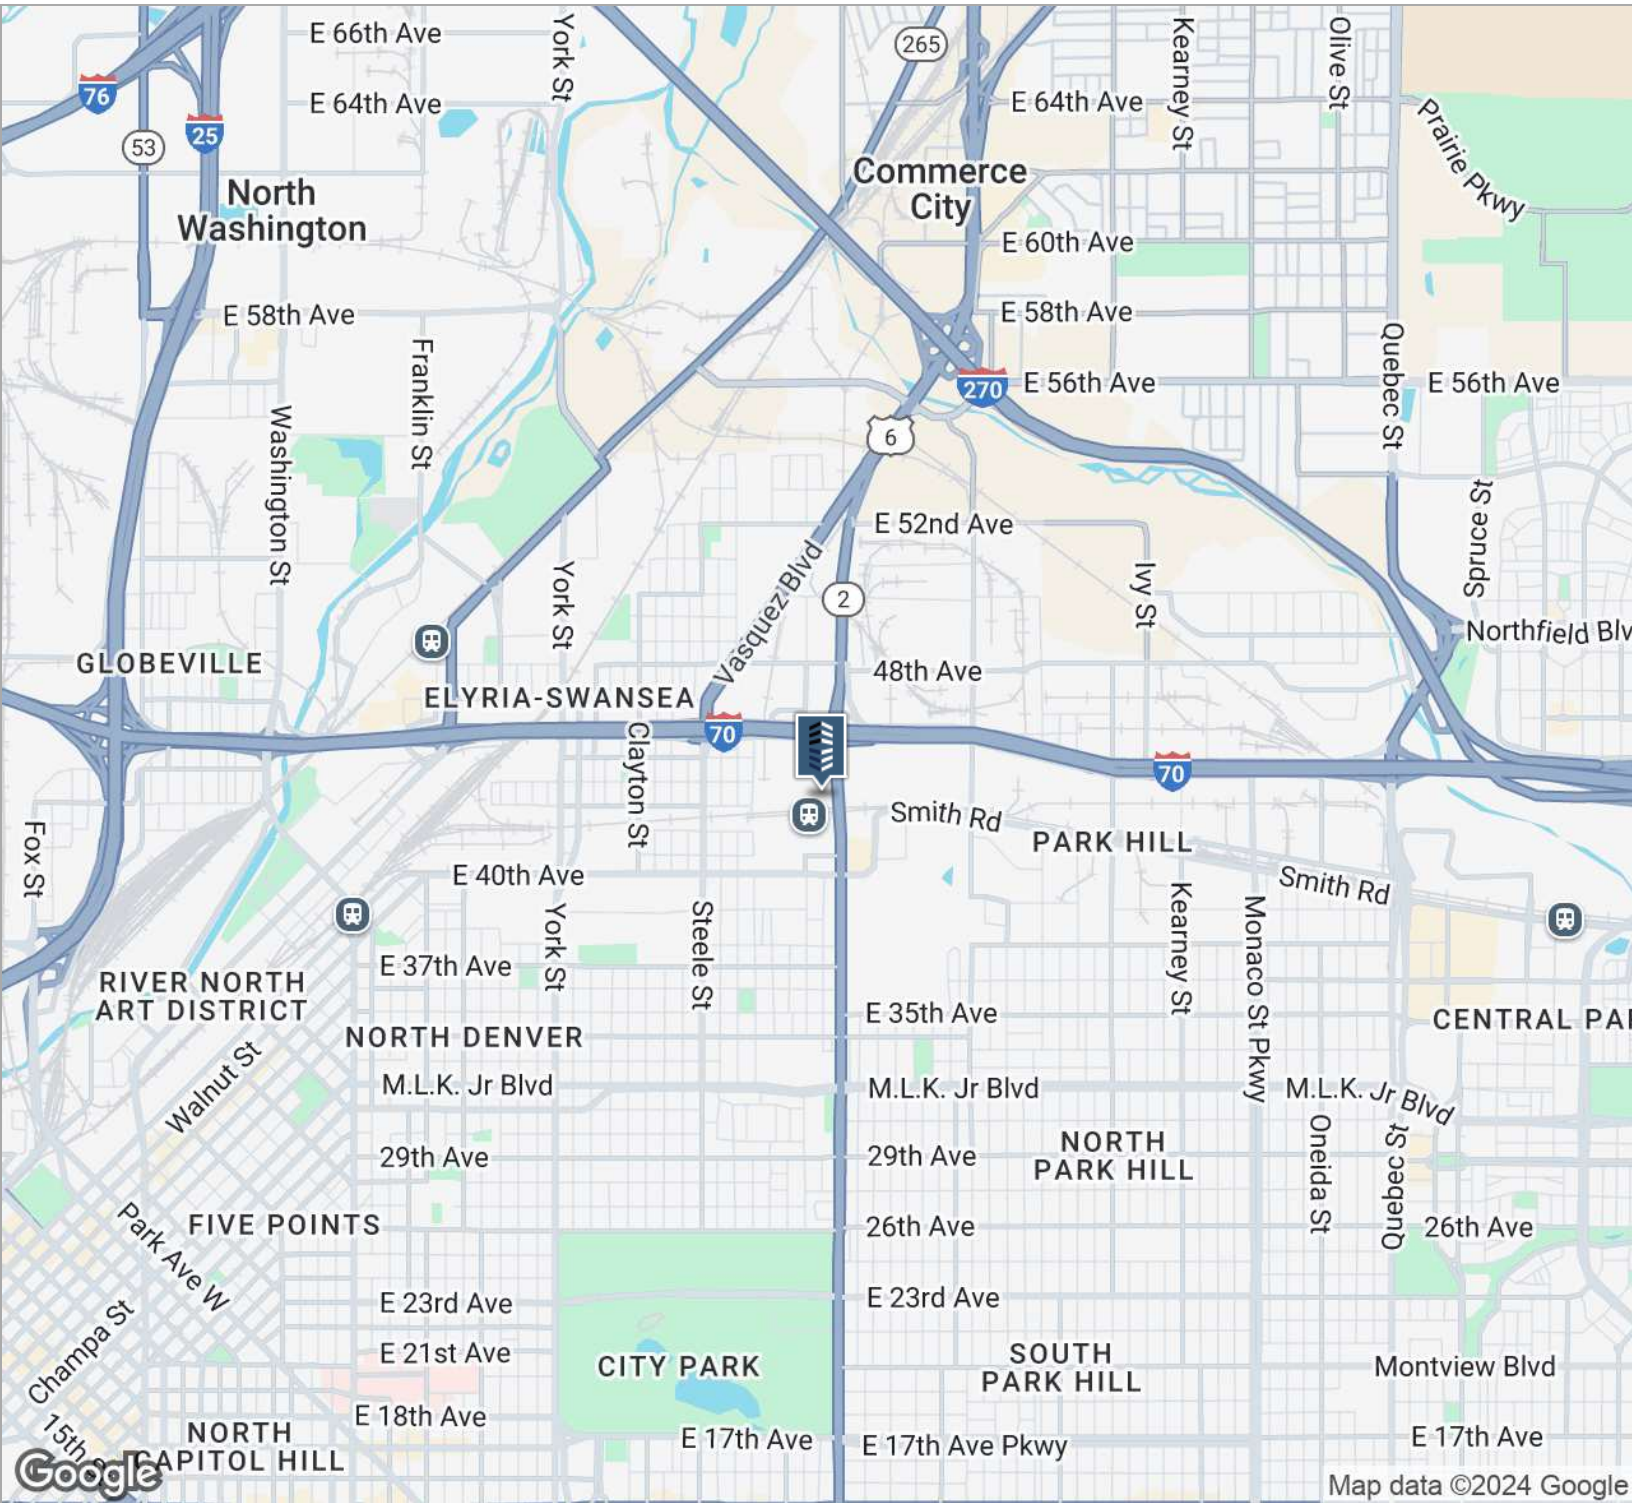 E 66th Ave
York St
265
Kearney St
Olive St
76
E 64th Ave
E 64th Ave
Prairie Pkwy
25
53
Commerce
City
North
Washington
E 60th Ave
E 58th Ave
E 58th Ave
Franklin St
Quebec St
270
E 56th Ave
E 56th Ave
Washington St
6
Spruce St
E 52nd Ave
Vasquez Blvd
York St
Ivy St
2
Northfield Blv
GLOBEVILLE
48th Ave
ELYRIA-SWANSEA
70
Clayton St
70
Smith Rd
Fox St
PARK HILL
E 40th Ave
Smith Rd
York St
Steele St
Kearney St
Monaco St Pkwy
E 37th Ave
RIVER NORTH
ART DISTRICT
E 35th Ave
CENTRAL PAR
NORTH DENVER
Walnut St
M.L.K. Jr Blvd
M.L.K. Jr Blvd
M.L.K. Jr Blvd
29th Ave
29th Ave
NORTH
PARK HILL
Oneida St
Quebec St
Park Ave W
FIVE POINTS
26th Ave
26th Ave
E 23rd Ave
E 23rd Ave
Champa St
E 21st Ave
CITY PARK
SOUTH
PARK HILL
Montview Blvd
E 18th Ave
15th
NORTH
CAPITOL HILL
E 17th Ave
E 17th Ave Pkwy
E 17th Ave
Google
Map data ©2024 Google